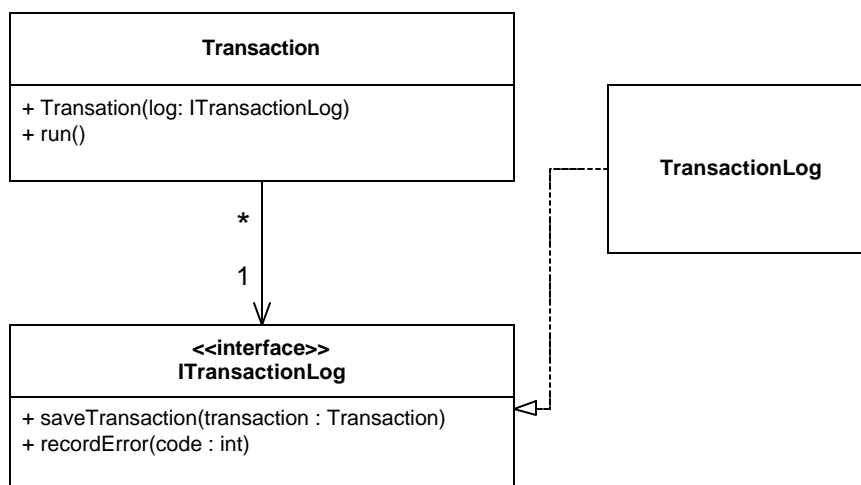 Transaction
+ Transation(log: ITransactionLog)
+ run()
TransactionLog
*
1
<<interface>>
ITransactionLog
+ saveTransaction(transaction : Transaction)
+ recordError(code : int)